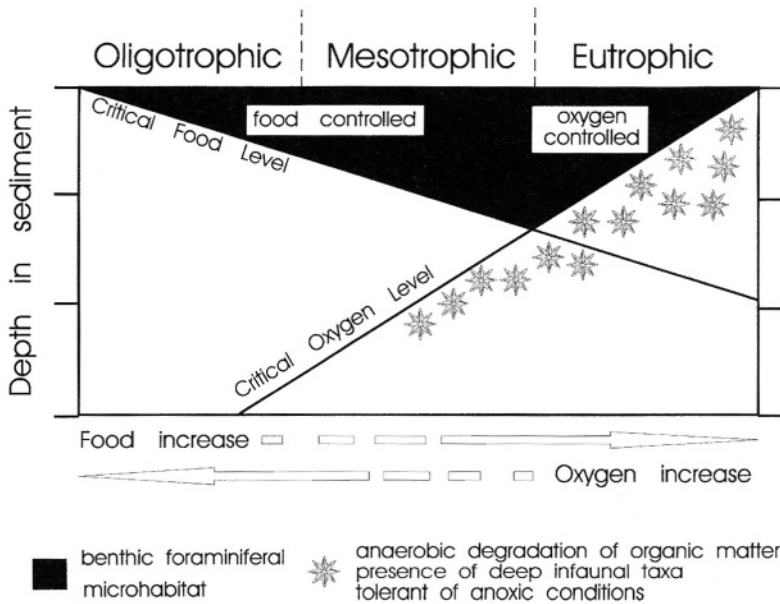 Oligotrophic Mesotrophic Eutrophic
Critical Food Level
food controlled
oxygen
controlled
Depth in sediment
Critical Oxygen Level
Food increase
Oxygen increase
benthic foraminiferal
microhabitat
anaerobic degradation of organic matter
presence of deep infaunal taxa
tolerant of anoxic conditions